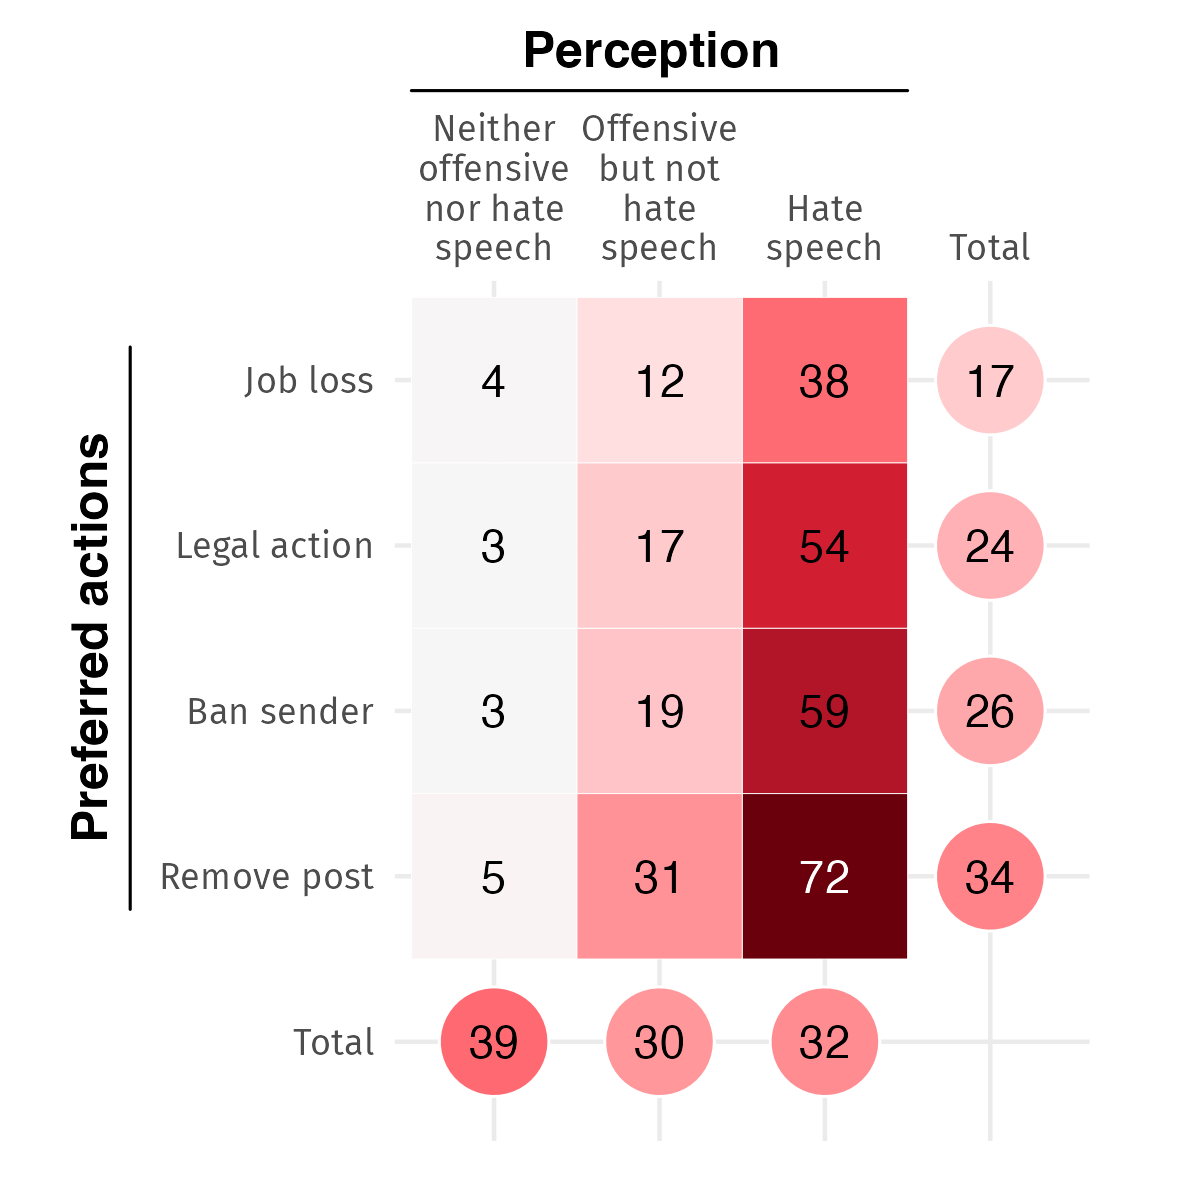 Perception
Neither
offensive
nor hate
speech
Offensive
but not
hate
speech
Hate
speech
Total
Preferred actions
Job loss
4
12
38
17
Legal action
3
17
54
24
Ban sender
3
19
59
26
Remove post
5
31
72
34
Total
39
30
32